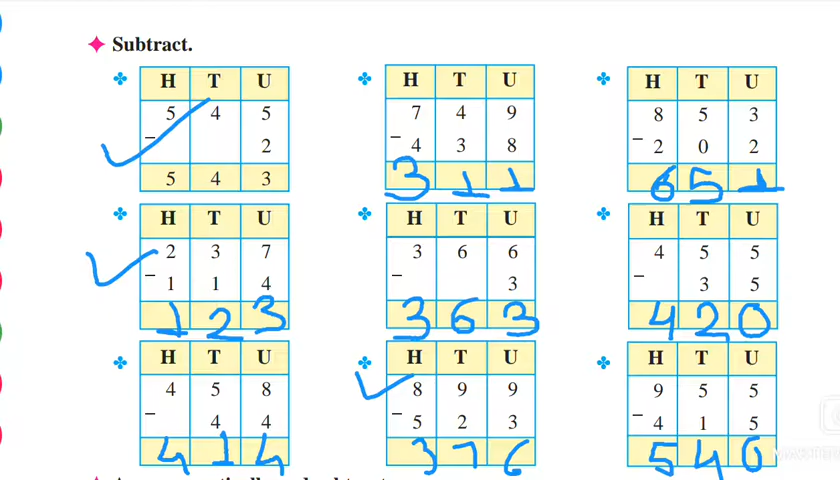 Subtract.
H T U H T U H T U
5 4 5 7 4 9 8 5 3
- 2 - 4 3 8 - 2 0 2
5 4 3 3 1 1 6 5 1
H T U H T U H T U
2 3 7 3 6 6 4 5 5
- 1 1 4 - 3 - 3 5
1 2 3 3 6 3 4 2 0
H T U H T U H T U
4 5 8 8 9 9 9 5 5
- 4 4 - 5 2 3 - 4 1 5
4 1 4 3 7 6 5 4 0